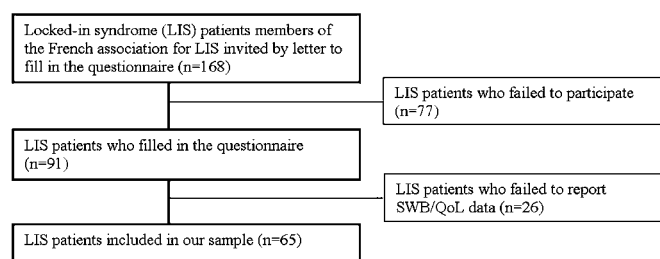 Locked-in syndrome (LIS) patients members of
the French association for LIS invited by letter to
fill in the questionnaire (n=168)
LIS patients who failed to participate
(n=77)
LIS patients who filled in the questionnaire
(n=91)
LIS patients who failed to report
SWB/QoL data (n=26)
LIS patients included in our sample (n=65)